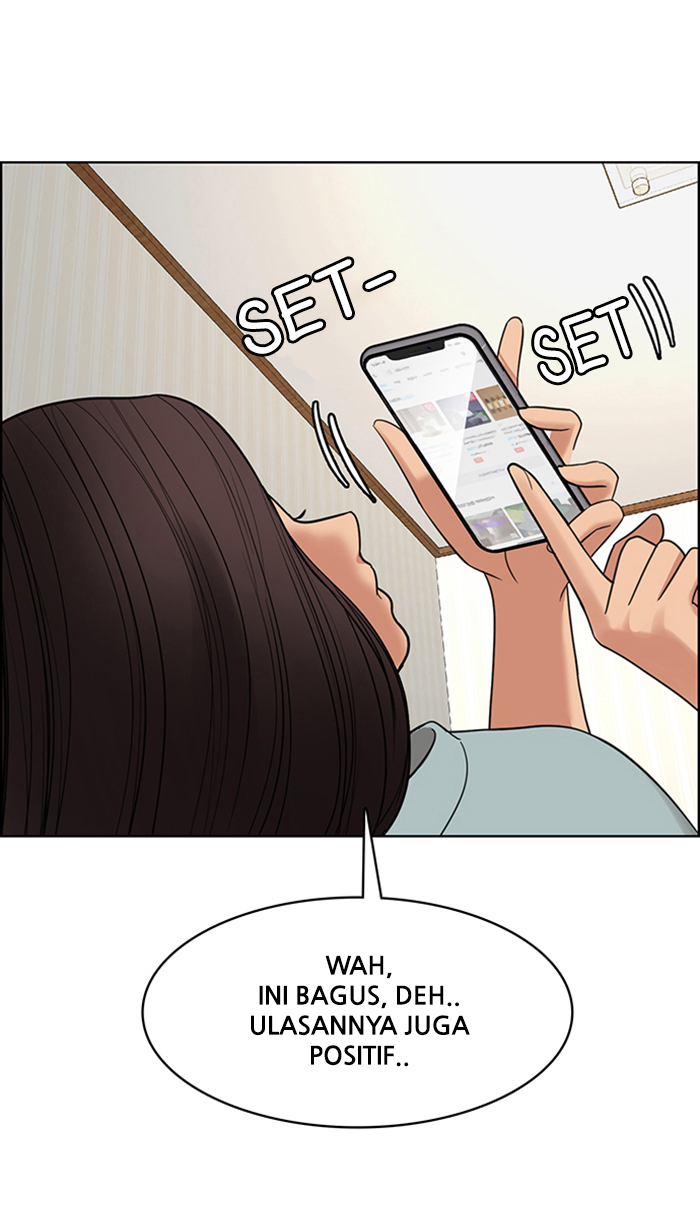 SET-
SET
WAH,
INI BAGUS, DEH..
ULASANNYA JUGA
POSITIF..